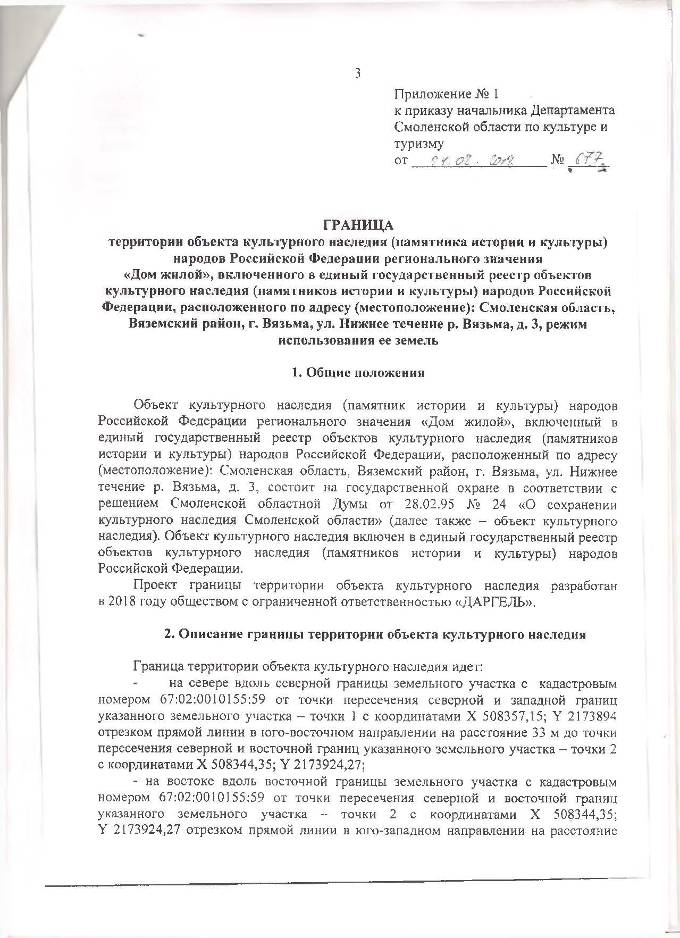 3
Приложение № 1
к приказу начальника Департамента
Смоленской области по культуре и
туризму
от 08. № 677
ГРАНИЦА
территории объекта культурного наследия (памятника истории и культуры)
народов Российской Федерации регионального значения
«Дом жилой», включенного в единый государственный реестр объектов
культурного наследия (памятников истории и культуры) народов Российской
Федерации, расположенного по адресу (местоположение): Смоленская область,
Вяземский район, г. Вязьма, ул. Нижнее течение р. Вязьма, д. 3, режим
использования ее земель
1. Общие положения
Объект культурного наследия (памятник истории и культуры) народов
Российской Федерации регионального значения «Дом жилой», включенный в
единый государственный реестр объектов культурного наследия (памятников
истории и культуры) народов Российской Федерации, расположенный по адресу
(местоположение): Смоленская область, Вяземский район, г. Вязьма, ул. Нижнее
течение р. Вязьма, д. 3, состоит на государственной охране в соответствии с
решением Смоленской областной Думы от 28.02.95 № 24 «О сохранении
культурного наследия Смоленской области» (далее также – объект культурного
наследия). Объект культурного наследия включен в единый государственный реестр
объектов культурного наследия (памятников истории и культуры) народов
Российской Федерации.
Проект границы территории объекта культурного наследия разработан
в 2018 году обществом с ограниченной ответственностью «ДАРГЕЛЬ».
2. Описание границы территории объекта культурного наследия
Граница территории объекта культурного наследия идет:
- на севере вдоль северной границы земельного участка с кадастровым
номером 67:02:0010155:59 от точки пересечения северной и западной границ
указанного земельного участка – точки 1 с координатами X 508357,15; Y 2173894
отрезком прямой линии в юго-восточном направлении на расстояние 33 м до точки
пересечения северной и восточной границ указанного земельного участка – точки 2
с координатами X 508344,35; Y 2173924,27;
- на востоке вдоль восточной границы земельного участка с кадастровым
номером 67:02:0010155:59 от точки пересечения северной и восточной границ
указанного земельного участка – точки 2 с координатами X 508344,35;
Y 2173924,27 отрезком прямой линии в юго-западном направлении на расстояние